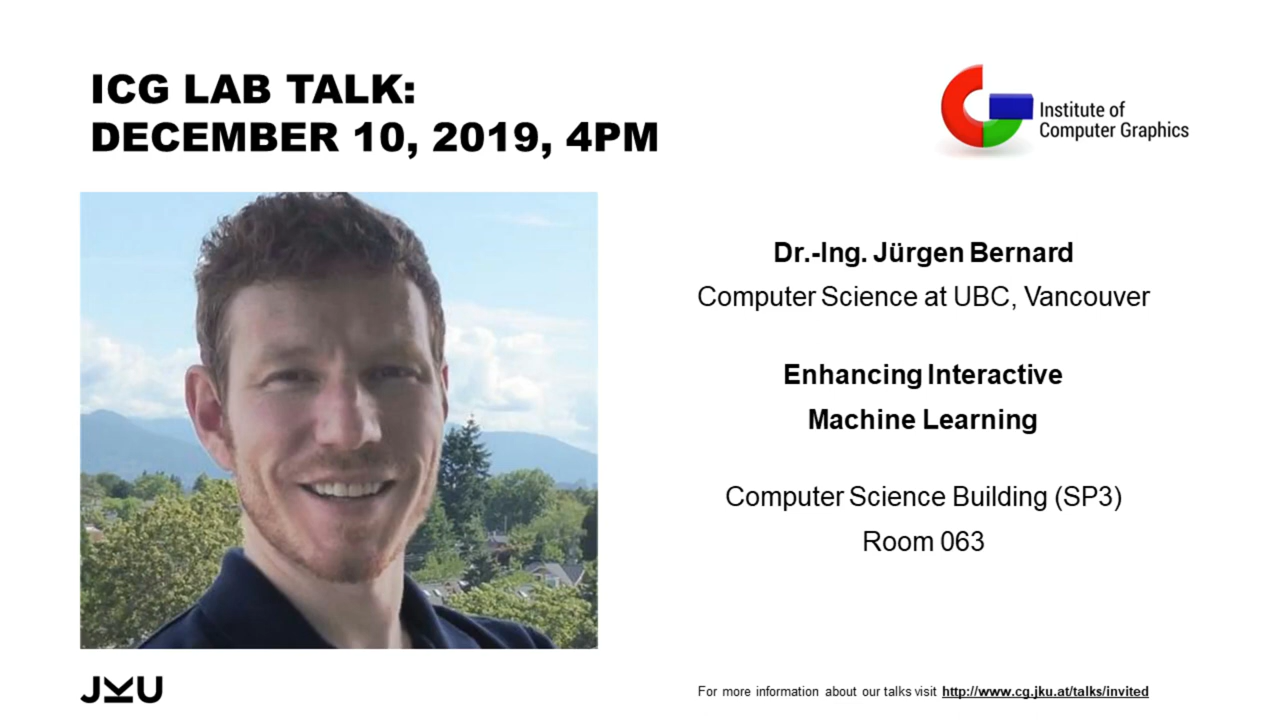 ICG LAB TALK:
DECEMBER 10, 2019, 4PM
Institute of
Computer Graphics
Dr.-Ing. Jürgen Bernard
Computer Science at UBC, Vancouver
Enhancing Interactive
Machine Learning
Computer Science Building (SP3)
Room 063
JKU
For more information about our talks visit http://www.cg.jku.at/talks/invited